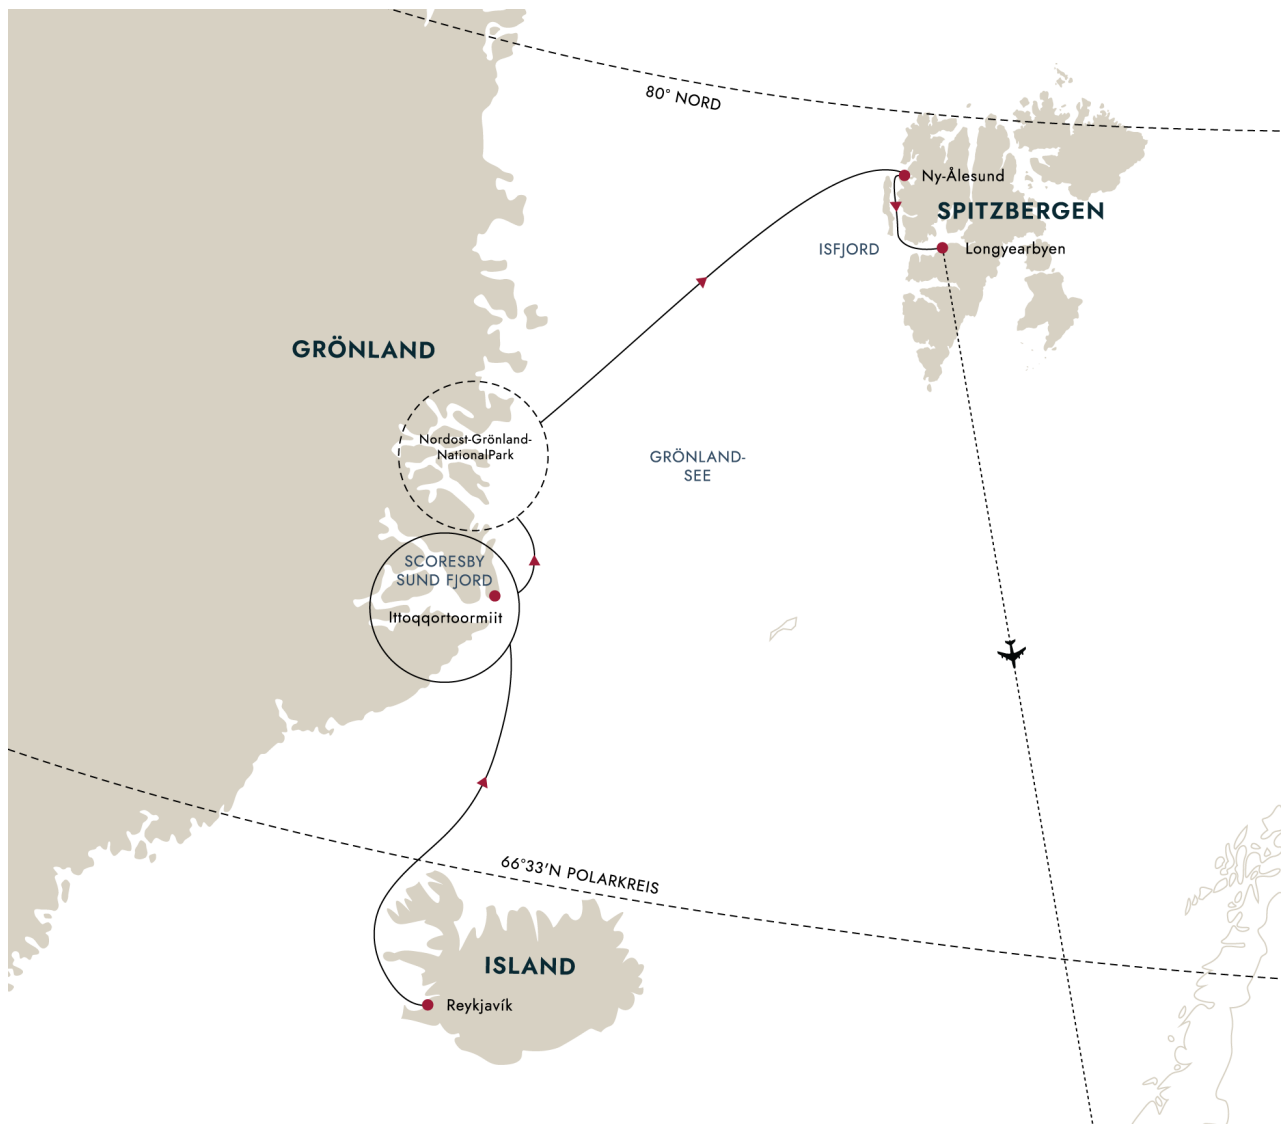 80° NORD
Ny-Ålesund
SPITZBERGEN
ISFJORD
Longyearbyen
GRÖNLAND
Nordost-Grönland-
NationalPark
GRÖNLAND-
SEE
SCORESBY
SUND FJORD
Ittoqqortoormiit
66°33'N POLARKREIS
ISLAND
Reykjavík